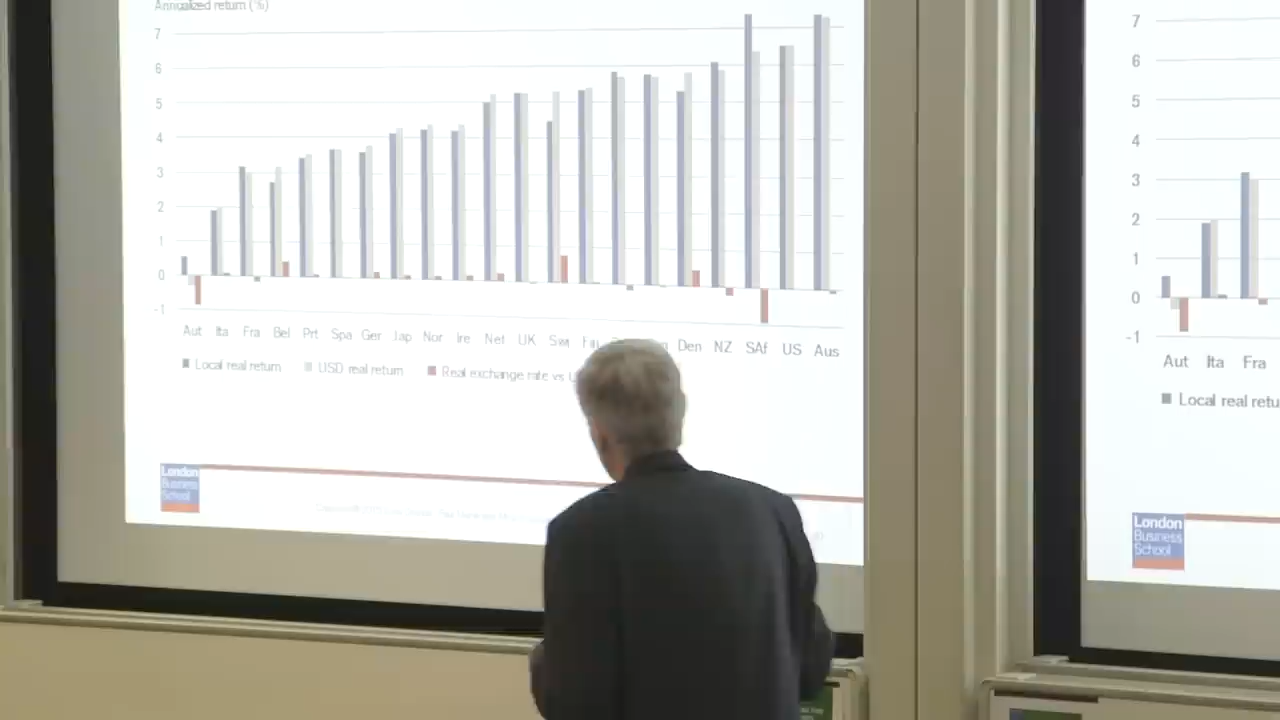 Annualized return (%)
7
6
5
4
3
2
1
0
-1
Aut Ita Fra Bel Prt Spa Ger Jap Nor Ire Net UK Swi Fin Den NZ SAf US Aus
Local real return USD real return Real exchange rate vs
London
Business
School
7
6
5
4
3
2
1
0
-1
Aut Ita Fra
Local real retu
London
Business
School